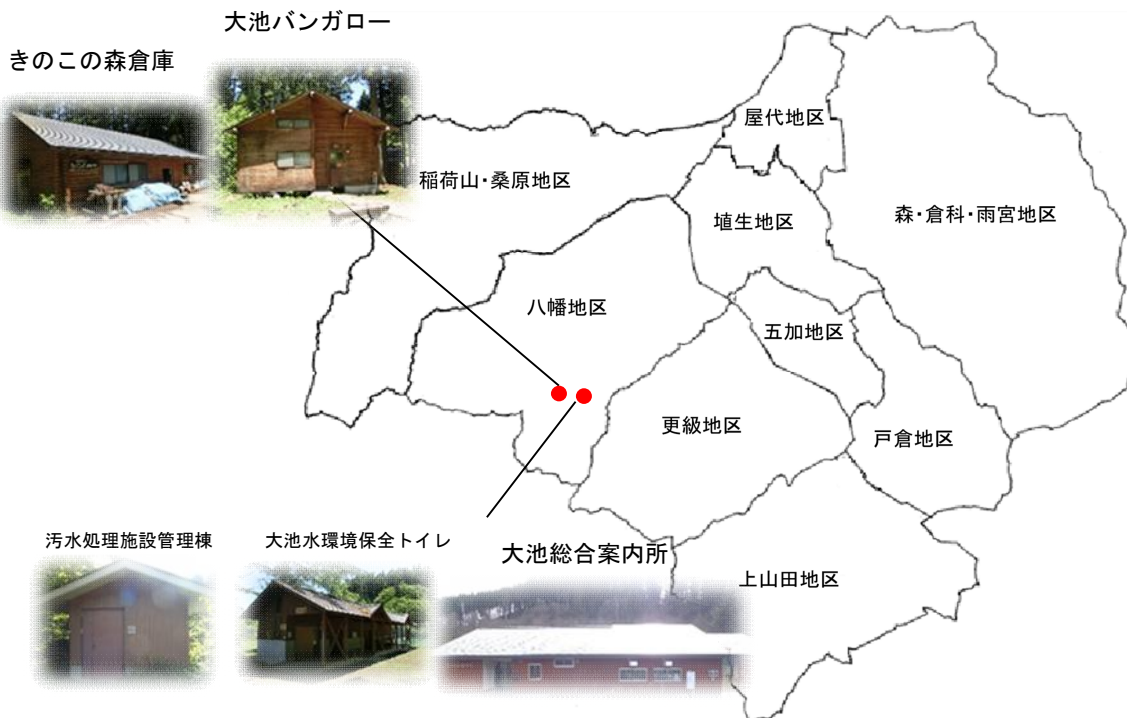 大池バンガロー
きのこの森倉庫
屋代地区
稲荷山・桑原地区
埴生地区
森・倉科・雨宮地区
八幡地区
五加地区
更級地区
戸倉地区
汚水処理施設管理棟
大池水環境保全トイレ
大池総合案内所
上山田地区